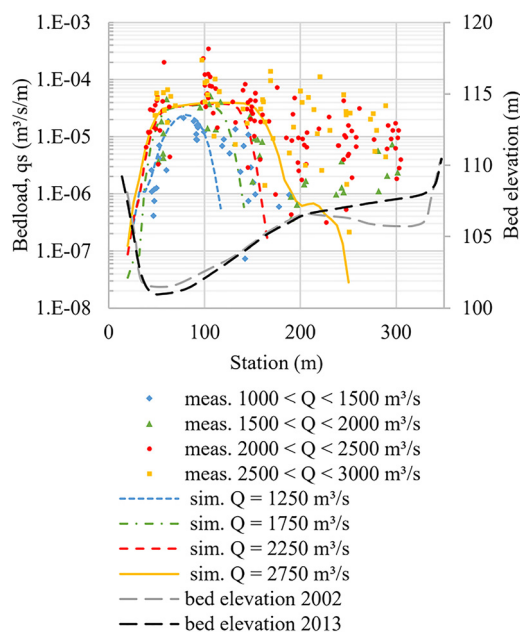 1.E-03
1.E-04
1.E-05
1.E-06
1.E-07
1.E-08
Bedload, qs (m³/s/m)
120
115
110
105
100
Bed elevation (m)
0 100 200 300
Station (m)
meas. 1000 < Q < 1500 m³/s
meas. 1500 < Q < 2000 m³/s
meas. 2000 < Q < 2500 m³/s
meas. 2500 < Q < 3000 m³/s
sim. Q = 1250 m³/s
sim. Q = 1750 m³/s
sim. Q = 2250 m³/s
sim. Q = 2750 m³/s
bed elevation 2002
bed elevation 2013